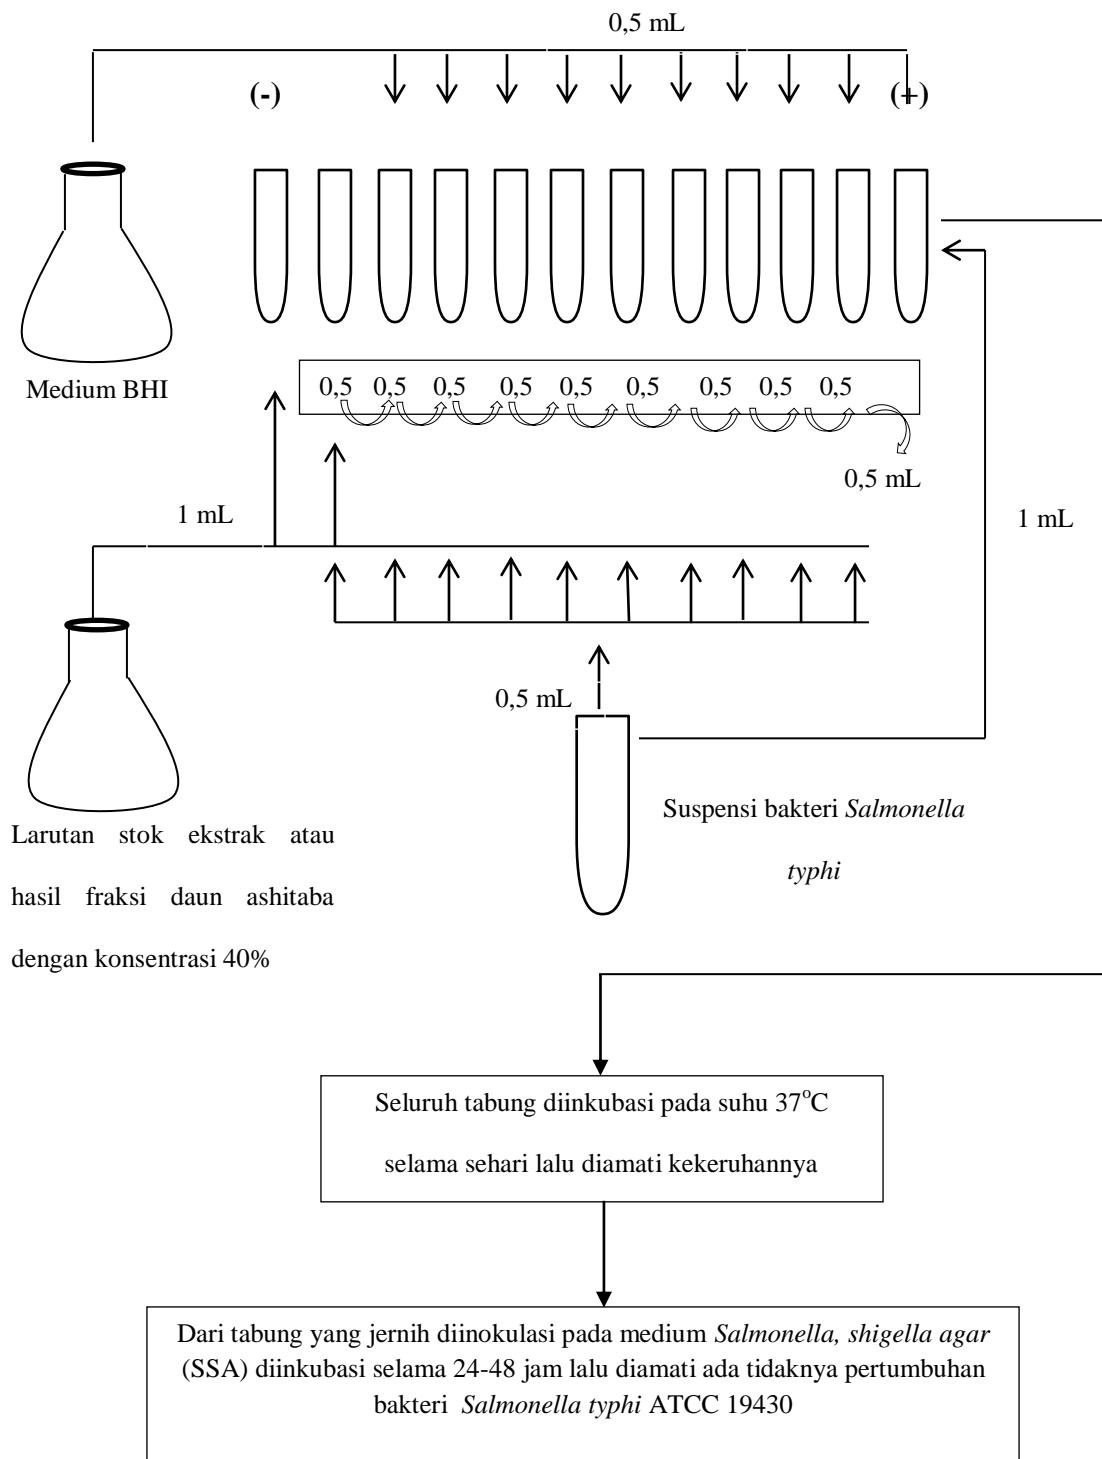 0,5 mL
(-)
(+)
Medium BHI
0,5 0,5 0,5 0,5 0,5 0,5 0,5 0,5 0,5
0,5 mL
1 mL
1 mL
0,5 mL
Suspensi bakteri Salmonella
typhi
Larutan stok ekstrak atau
hasil fraksi daun ashitaba
dengan konsentrasi 40%
Seluruh tabung diinkubasi pada suhu 37°C
selama sehari lalu diamati kekeruhannya
Dari tabung yang jernih diinokulasi pada medium Salmonella, shigella agar
(SSA) diinkubasi selama 24-48 jam lalu diamati ada tidaknya pertumbuhan
bakteri Salmonella typhi ATCC 19430